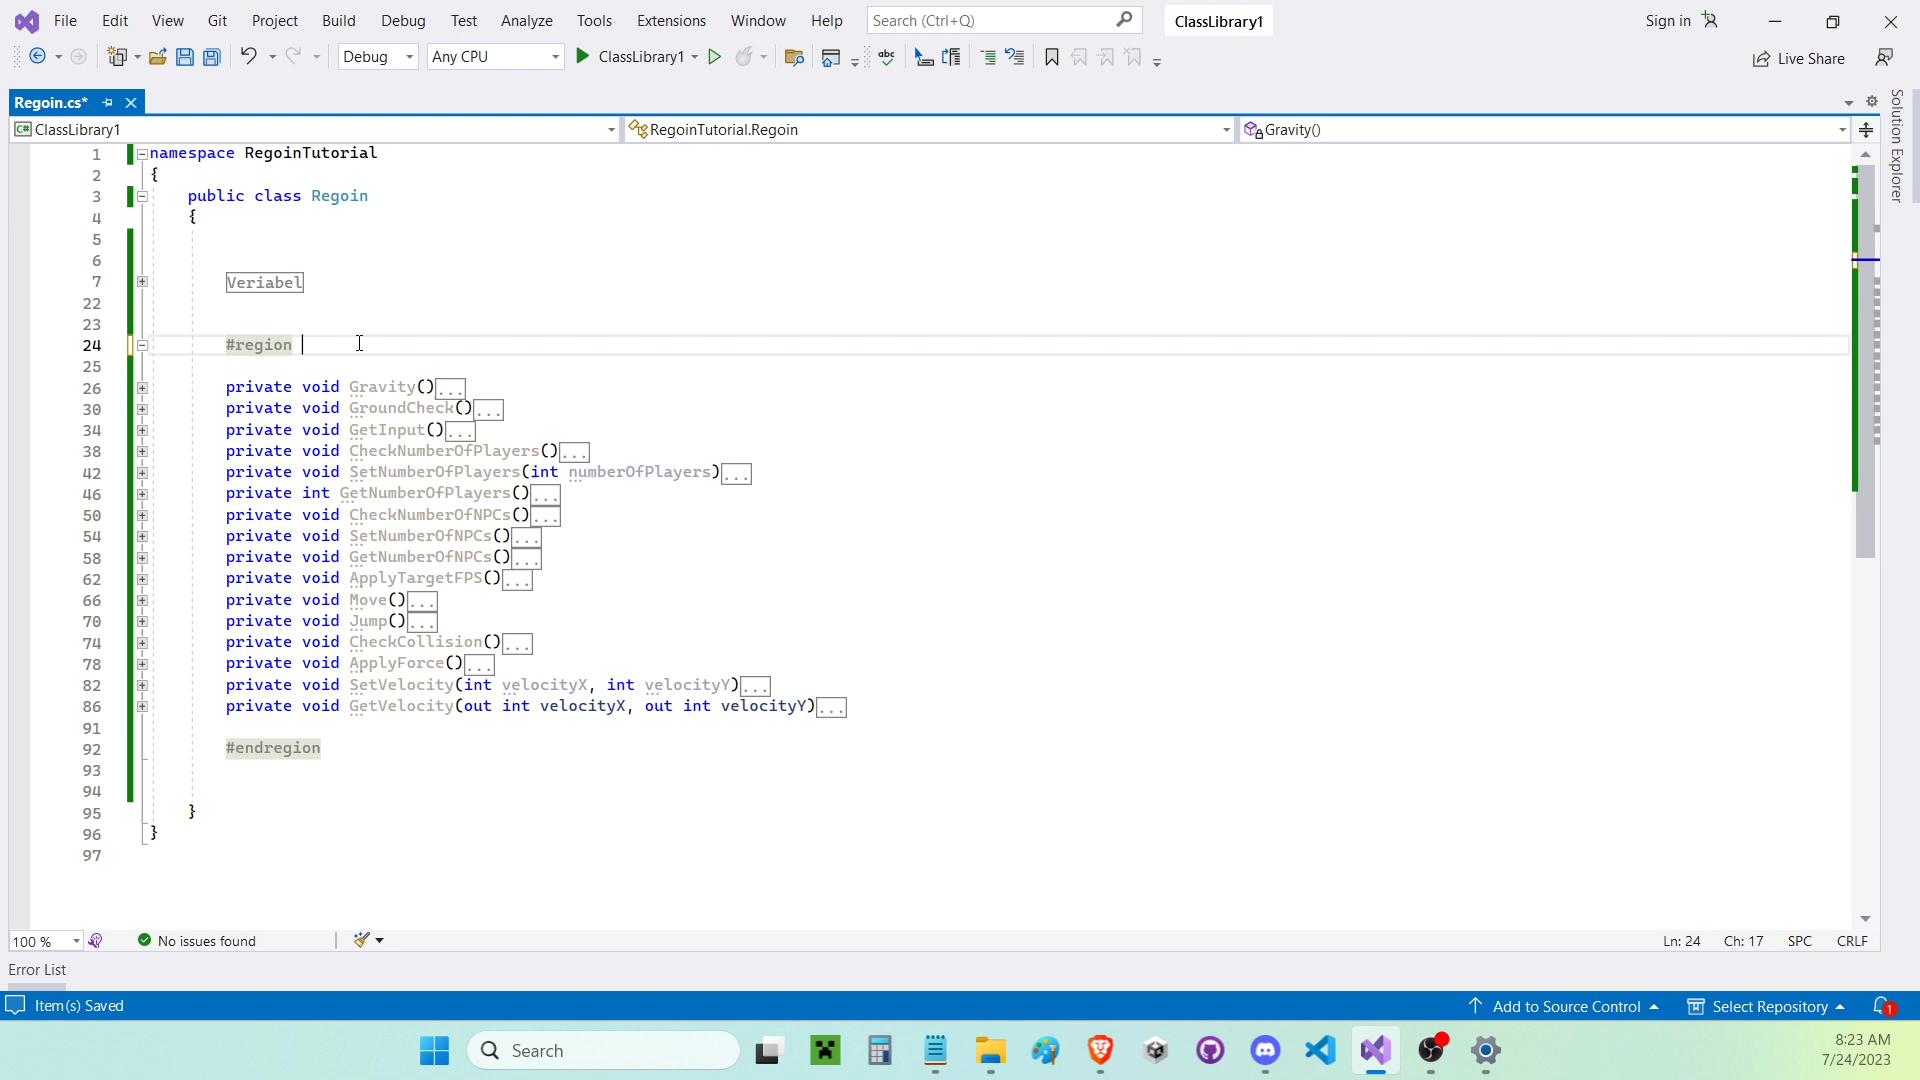 File Edit View Git Project Build Debug Test Analyze Tools Extensions Window Help Search (Ctrl+Q) ClassLibrary1 Sign in
Debug Any CPU ClassLibrary1 abc Live Share
Regoin.cs*
Solution Explorer
C# ClassLibrary1 RegoinTutorial.Regoin Gravity()
1 namespace RegoinTutorial
2 {
3 public class Regoin
4 {
5
6
7 Veriabel
22
23
24 #region
25
26 private void Gravity()...
30 private void GroundCheck()...
34 private void GetInput()...
38 private void CheckNumberOfPlayers()...
42 private void SetNumberOfPlayers(int numberOfPlayers)...
46 private int GetNumberOfPlayers()...
50 private void CheckNumberOfNPCs()...
54 private void SetNumberOfNPCs()...
58 private void GetNumberOfNPCs()...
62 private void ApplyTargetFPS()...
66 private void Move()...
70 private void Jump()...
74 private void CheckCollision()...
78 private void ApplyForce()...
82 private void SetVelocity(int velocityX, int velocityY)...
86 private void GetVelocity(out int velocityX, out int velocityY)...
91
92 #endregion
93
94
95 }
96 }
97
100 % No issues found Ln: 24 Ch: 17 SPC CRLF
Error List
Item(s) Saved Add to Source Control Select Repository 1
Search 8:23 AM
7/24/2023